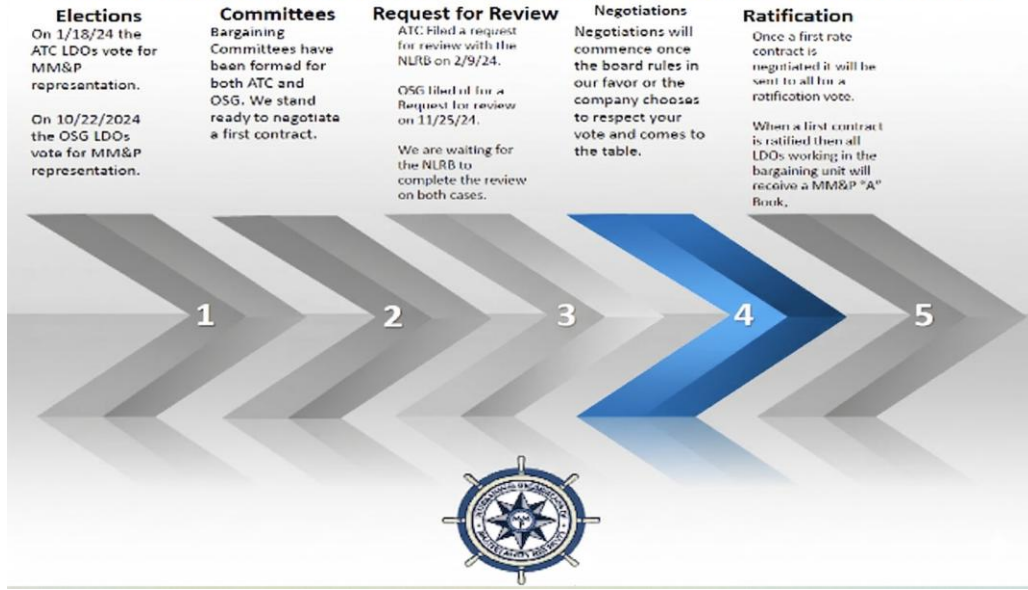 Elections
On 1/18/24 the
ATC LDOs vote for
MM&P
representation.
On 10/22/2024
the OSG LDOs
vote for MM&P
representation.
Committees
Bargaining
Committees have
been formed for
both ATC and
OSG. We stand
ready to negotiate
a first contract.
Request for Review
ATC Filed a request
for review with the
NLRB on 2/9/24.
OSG for a
Request for review
on 11/25/24.
We are waiting for
the NLRB to
complete the review
on both cases.
Negotiations
Negotiations will
commence once
the board rules in
our favor or the
company chooses
to respect your
vote and comes to
the table.
Ratification
Once a first rate
contract is
negotiated it will be
sent to all for a
ratification vote.
When a first contract
is ratified then all
LDOs working in the
bargaining unit will
receive a MM&P "A"
Book,
1
2
3
4
5
INTERNATIONAL ORGANIZATION OF
MASTERS MATES AND PILOTS